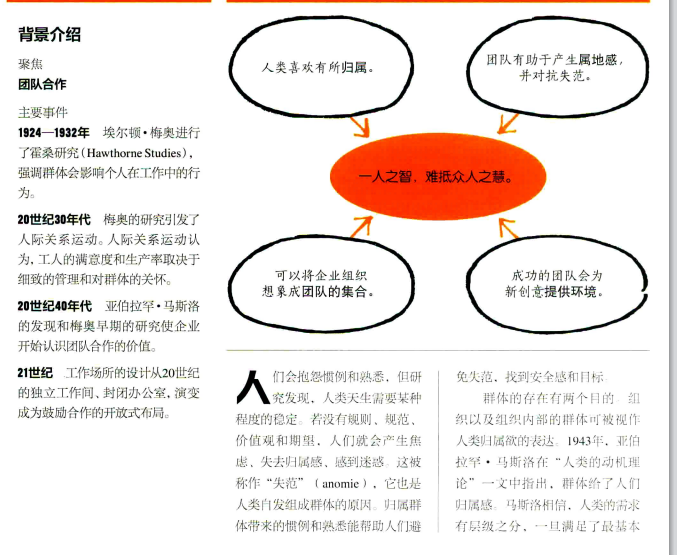 背景介绍
聚焦
团队合作
主要事件
1924—1932年 埃尔顿·梅奥进行
了霍桑研究(Hawthorne Studies),
强调群体会影响个人在工作中的行
为。
20世纪30年代 梅奥的研究引发了
人际关系运动。人际关系运动认
为,工人的满意度和生产率取决于
细致的管理和对群体的关怀。
20世纪40年代 亚伯拉罕·马斯洛
的发现和梅奥早期的研究使企业
开始认识团队合作的价值。
21世纪 工作场所的设计从20世纪
的独立工作间、封闭办公室,演变
成为鼓励合作的开放式布局。
人类喜欢有所归属。
团队有助于产生属地感,
并对抗失范。
一人之智,难抵众人之慧。
可以将企业组织
想象成团队的集合。
成功的团队会为
新创意提供环境。
人们会抱怨惯例和熟悉,但研
究发现,人类天生需要某种
程度的稳定。若没有规则、规范、
价值观和期望,人们就会产生焦
虑、失去归属感、感到迷惑。这被
称作“失范”(anomie),它也是
人类自发组成群体的原因。归属群
体带来的惯例和熟悉能帮助人们避
免失范,找到安全感和目标。
群体的存在有两个目的。组
织以及组织内部的群体可被视作
人类归属欲的表达。1943年,亚伯
拉罕·马斯洛在“人类的动机理
论”一文中指出,群体给了人们
归属感。马斯洛相信,人类的需求
有层级之分,一旦满足了最基本